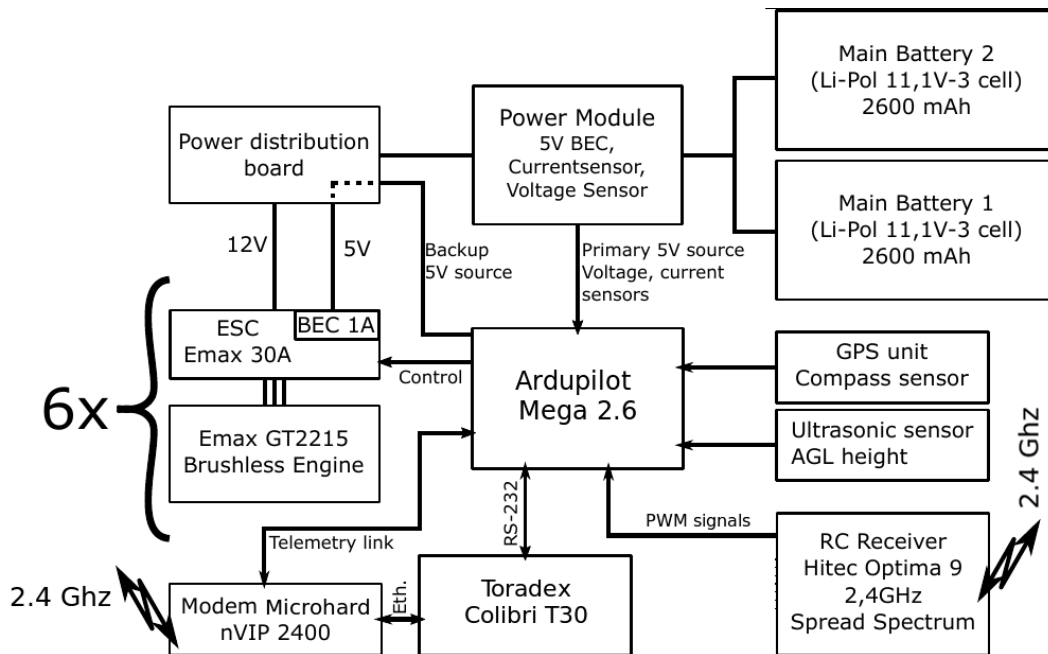 Main Battery 2
(Li-Pol 11,1V-3 cell)
2600 mAh
Power Module
5V BEC,
Currentsensor,
Voltage Sensor
Power distribution
board
Main Battery 1
(Li-Pol 11,1V-3 cell)
2600 mAh
12V
5V
Backup
5V source
Primary 5V source
Voltage, current
sensors
6x
ESC
Emax 30A
BEC 1A
Control
Ardupilot
Mega 2.6
GPS unit
Compass sensor
Emax GT2215
Brushless Engine
Ultrasonic sensor
AGL height
2.4 Ghz
Telemetry link
RS-232
PWM signals
RC Receiver
Hitec Optima 9
2,4GHz
Spread Spectrum
2.4 Ghz
Modem Microhard
nVIP 2400
Eth.
Toradex
Colibri T30